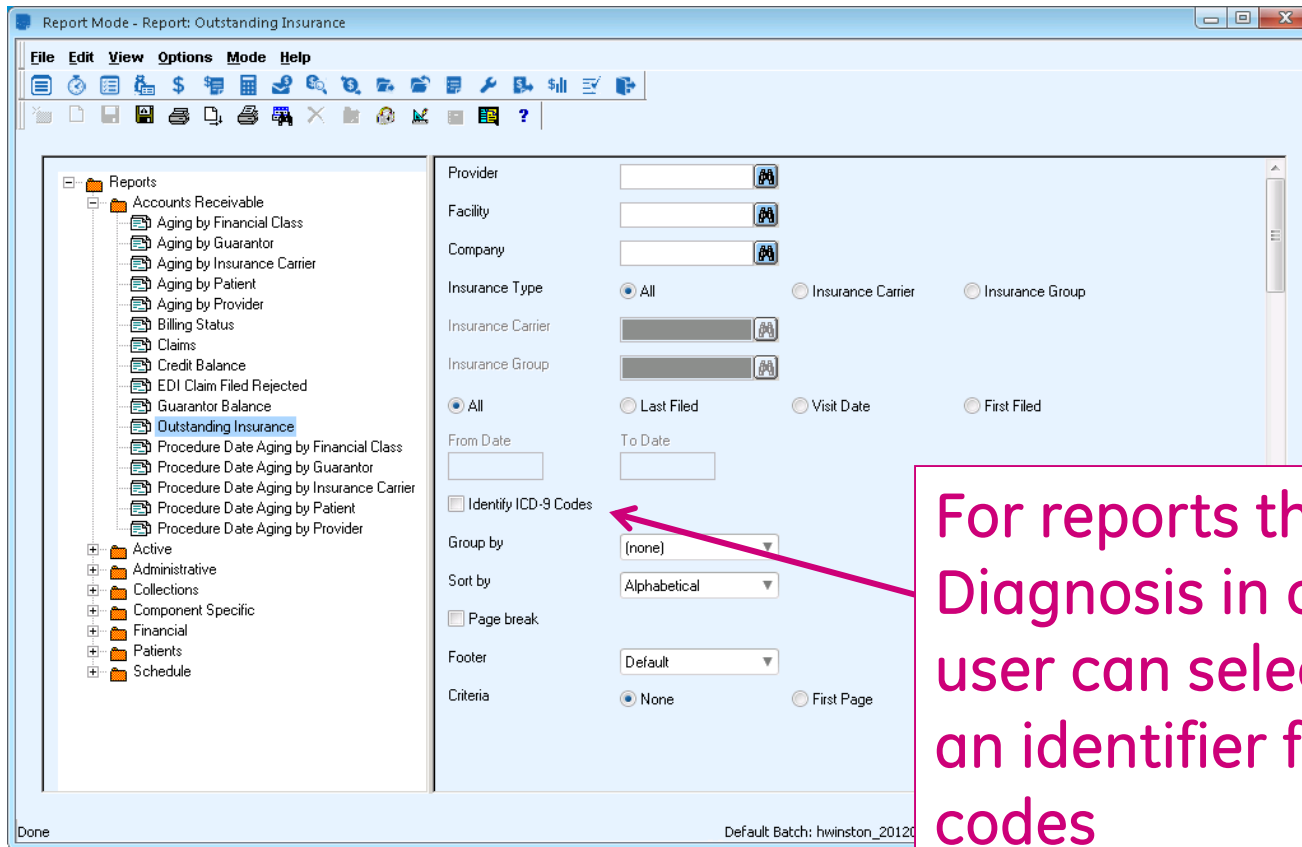 Report Mode - Report: Outstanding Insurance
File Edit View Options Mode Help
Reports
Accounts Receivable
Aging by Financial Class
Aging by Guarantor
Aging by Insurance Carrier
Aging by Patient
Aging by Provider
Billing Status
Claims
Credit Balance
EDI Claim Filed Rejected
Guarantor Balance
Outstanding Insurance
Procedure Date Aging by Financial Class
Procedure Date Aging by Guarantor
Procedure Date Aging by Insurance Carrier
Procedure Date Aging by Patient
Procedure Date Aging by Provider
Active
Administrative
Collections
Component Specific
Financial
Patients
Schedule
Provider
Facility
Company
Insurance Type All Insurance Carrier Insurance Group
Insurance Carrier
Insurance Group
All Last Filed Visit Date First Filed
From Date To Date
Identify ICD-9 Codes
Group by (none)
Sort by Alphabetical
Page break
Footer Default
Criteria None First Page
For reports
Diagnosis in
user can
an identifier
codes
Done Default Batch: hwinston_2012